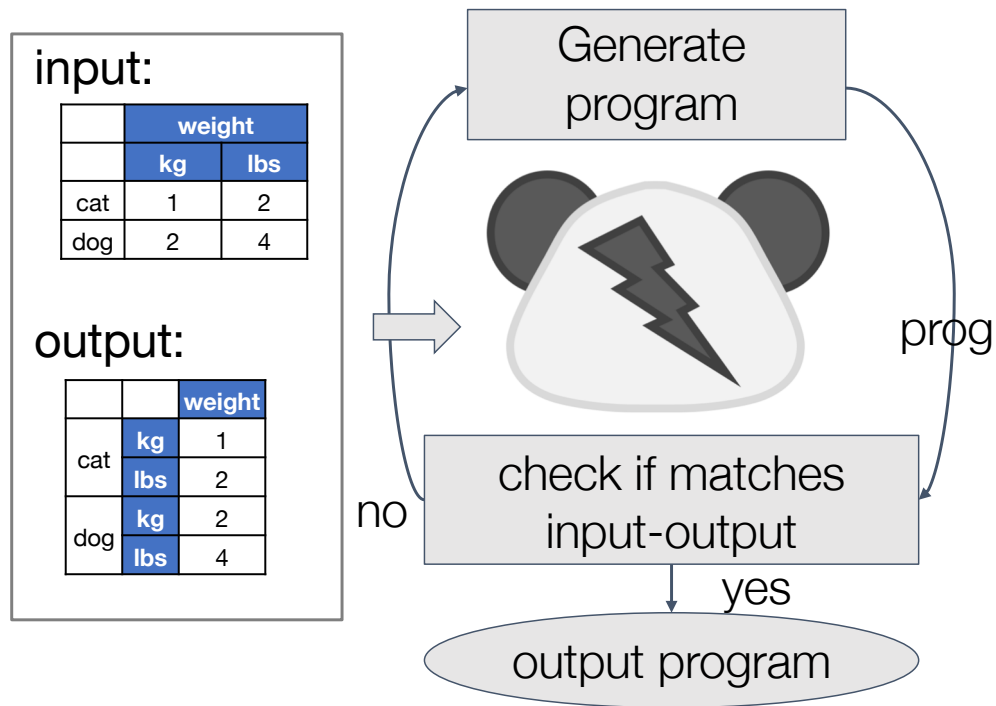 input:
weight
kg lbs
cat 1 2
dog 2 4
output:
weight
cat kg 1
lbs 2
dog kg 2
lbs 4
Generate
program
prog
check if matches
input-output
no
yes
output program